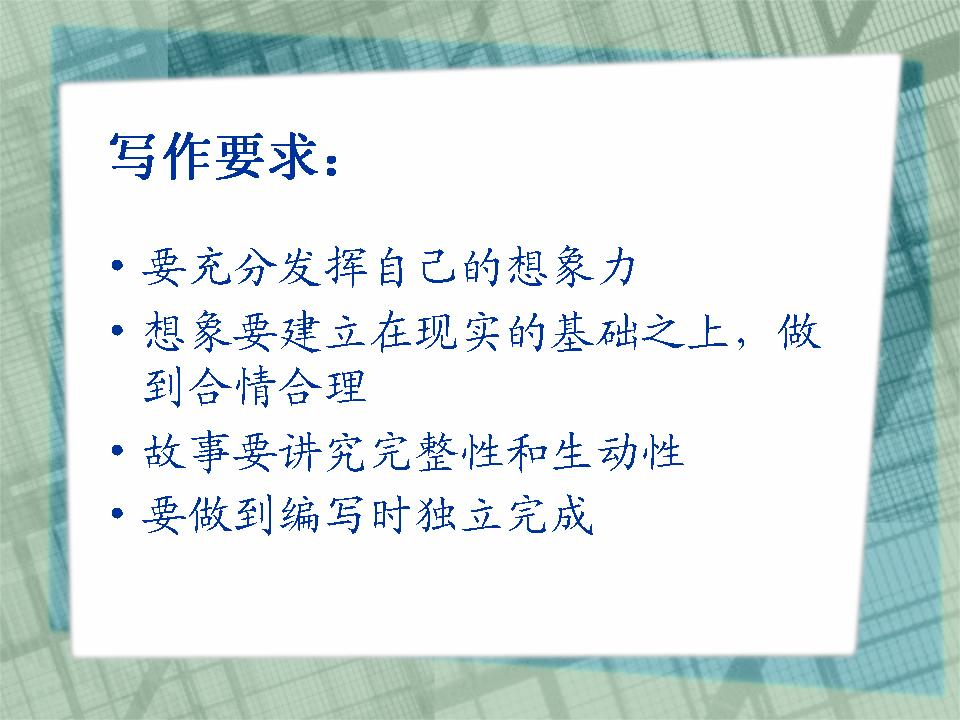 写作要求：
• 要充分发挥自己的想象力
• 想象要建立在现实的基础之上，做
到合情合理
• 故事要讲究完整性和生动性
• 要做到编写时独立完成